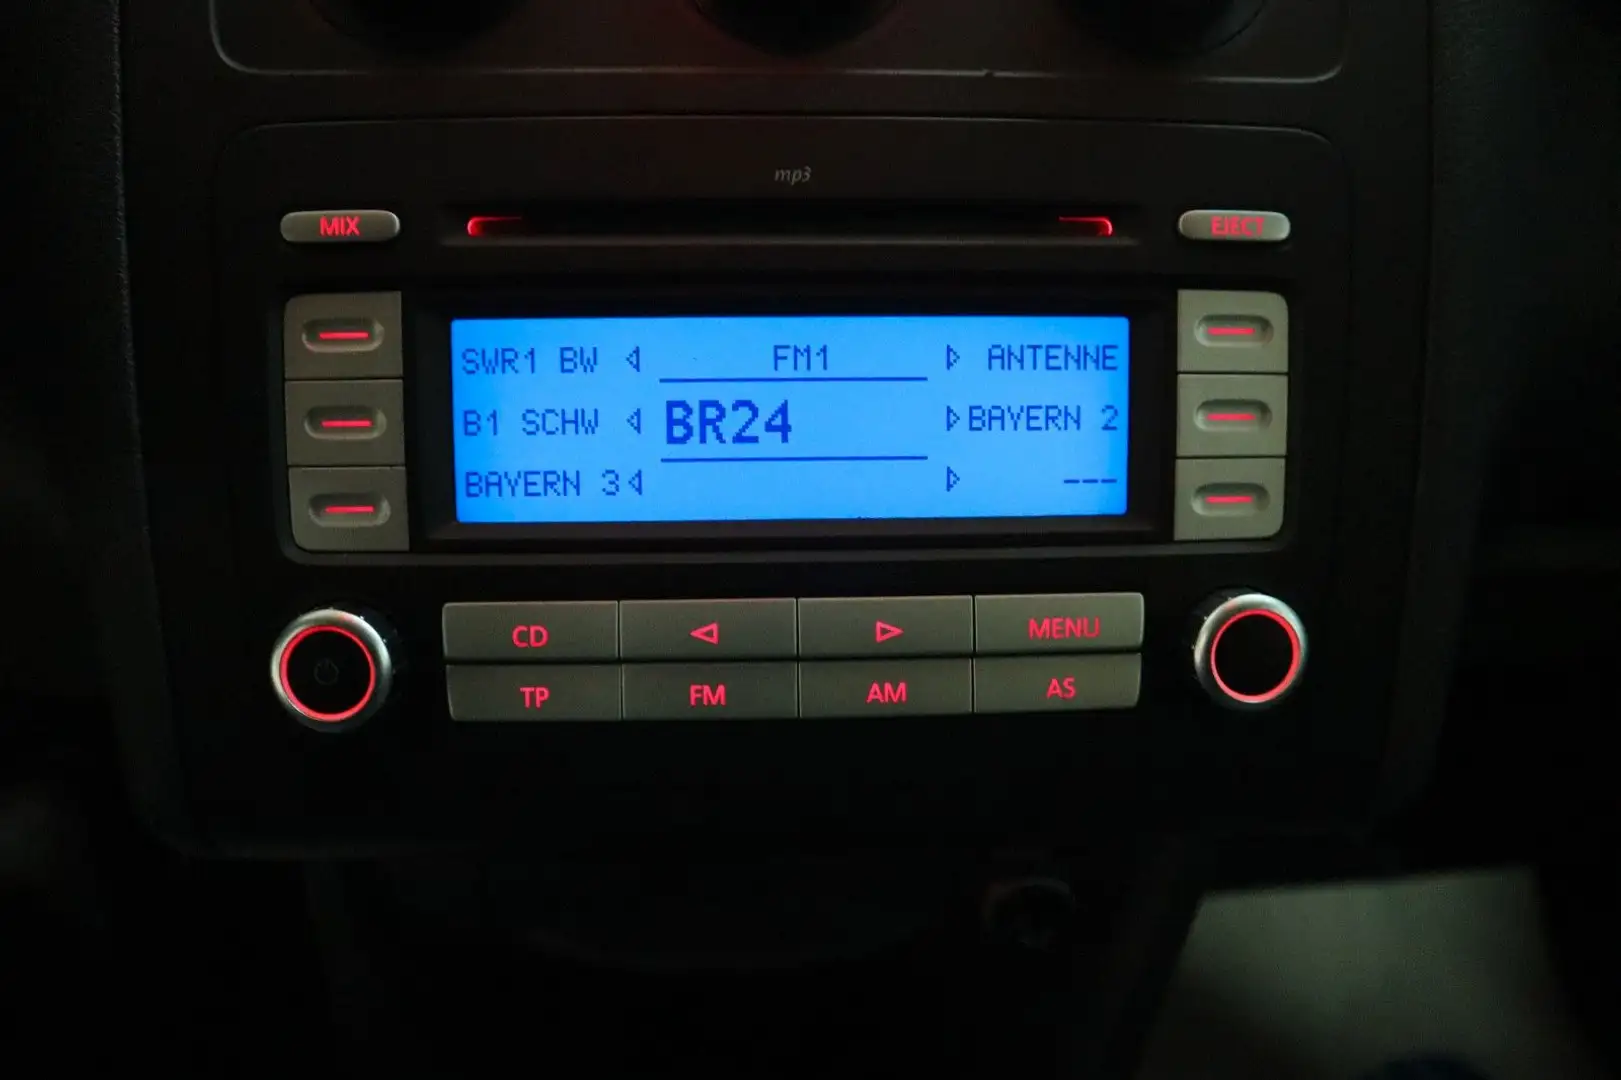 mp3
MIX
EJECT
SWR1 BW
FM1
ANTENNE
B1 SCHW
BR24
BAYERN 2
BAYERN 3
---
CD
MENU
TP
FM
AM
AS